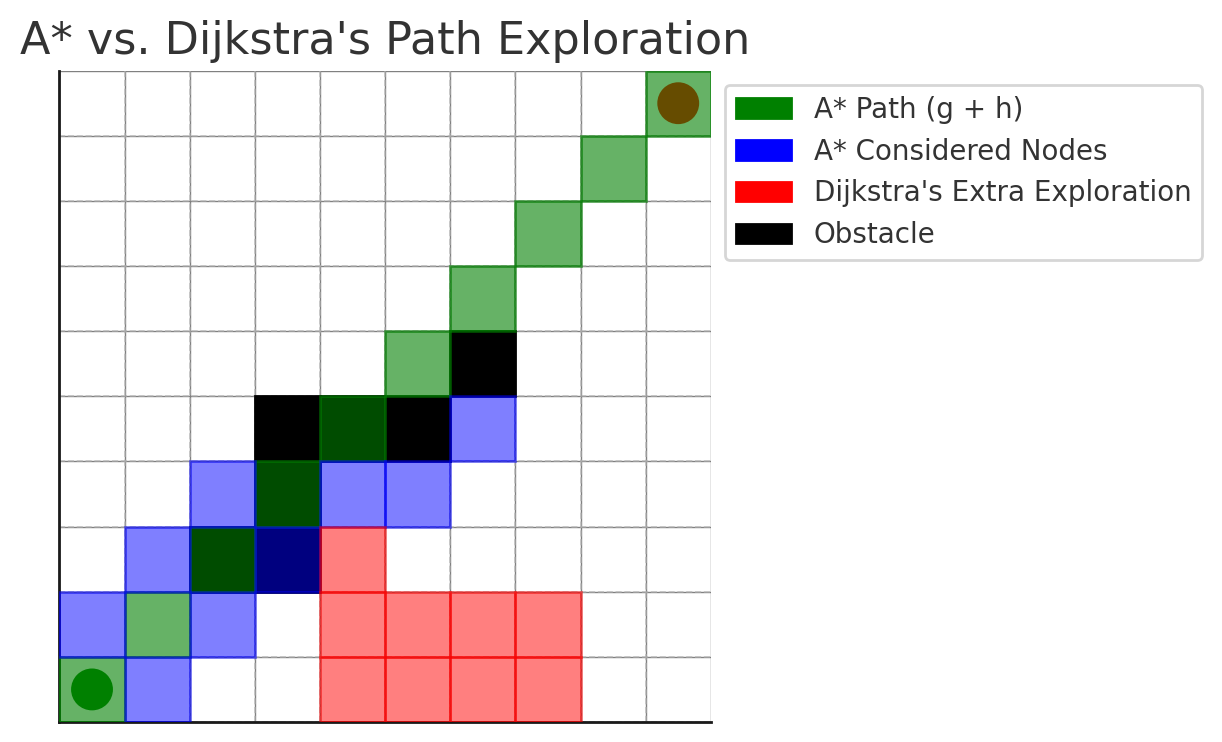 A* vs. Dijkstra's Path Exploration
A* Path (g + h)
A* Considered Nodes
Dijkstra's Extra Exploration
Obstacle